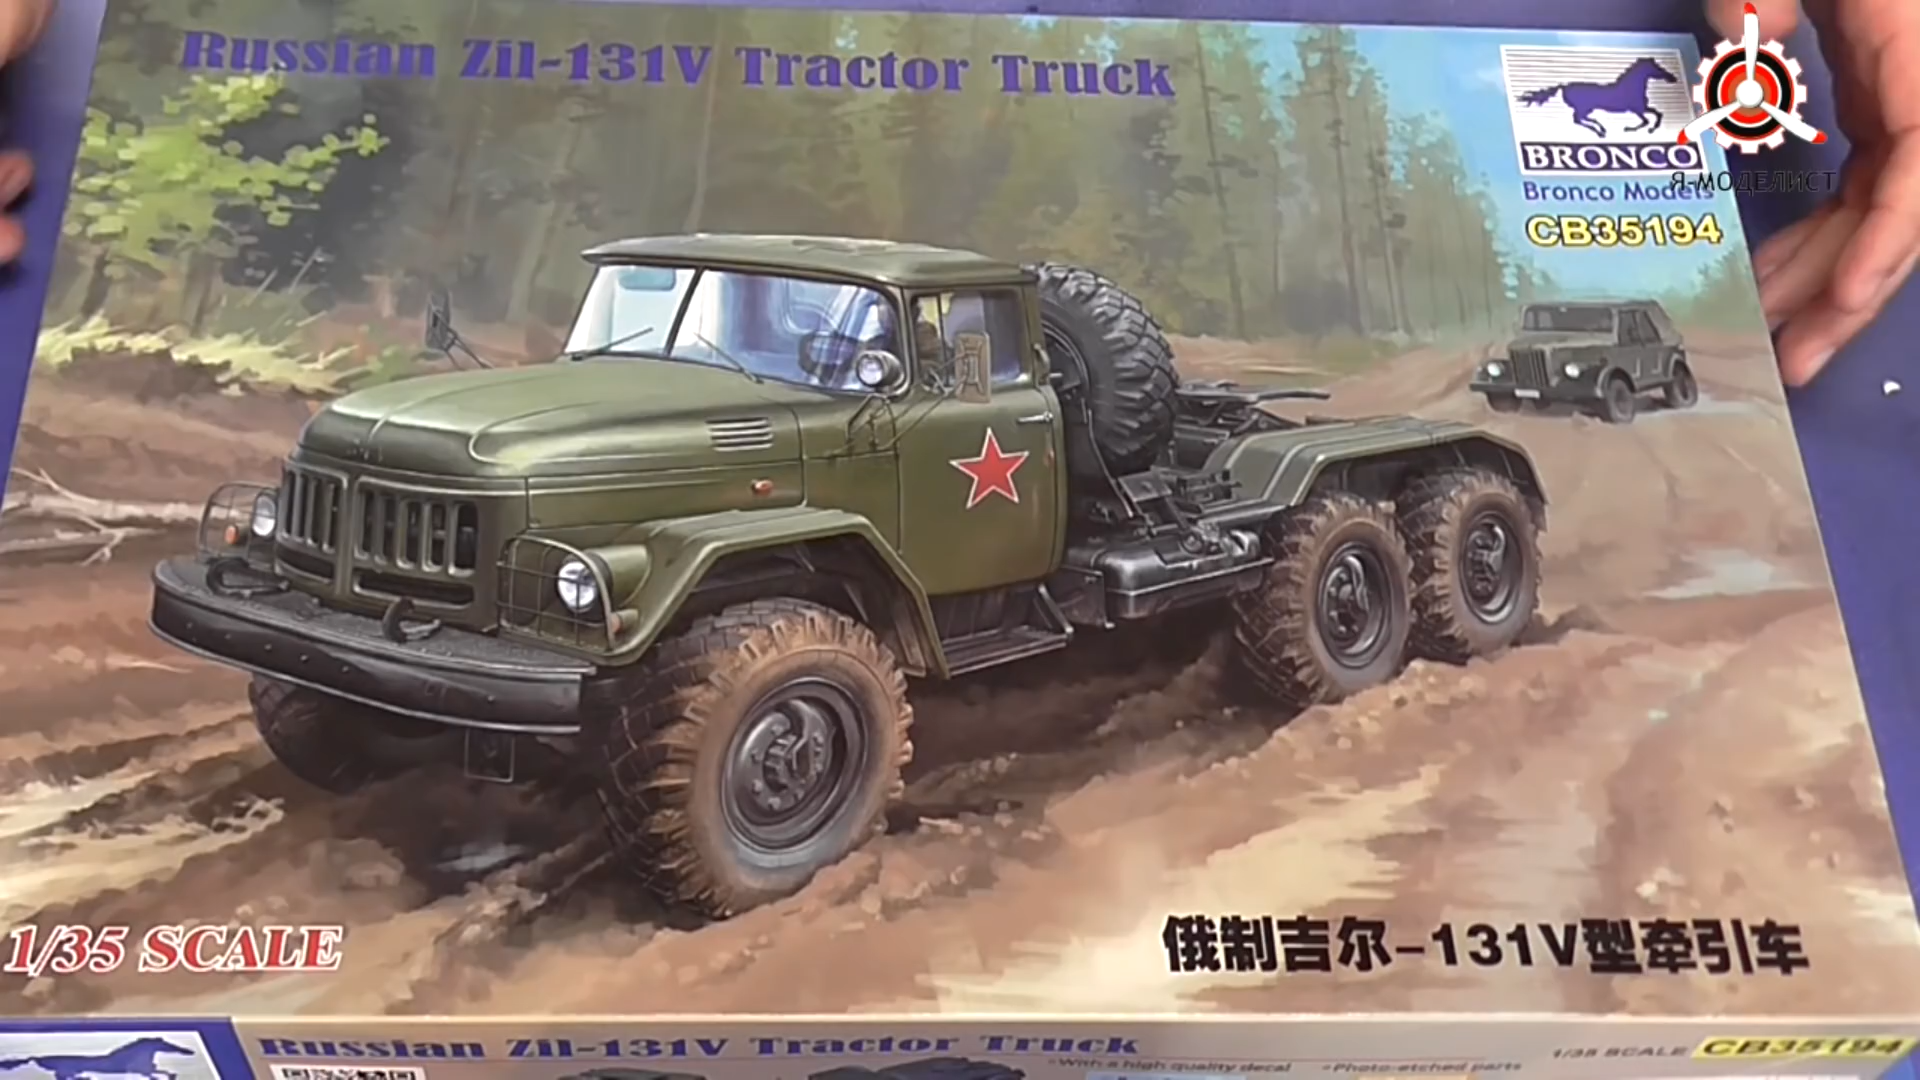 Russian Zil-131V Tractor Truck
BRONCO
Bronco Models
Я-МОДЕЛИСТ
CB35194
1/35 SCALE
俄制吉尔-131V型牵引车
Russian Zil-131V Tractor Truck
1/35 SCALE CB35194
With a high quality decal
Photo-etched parts